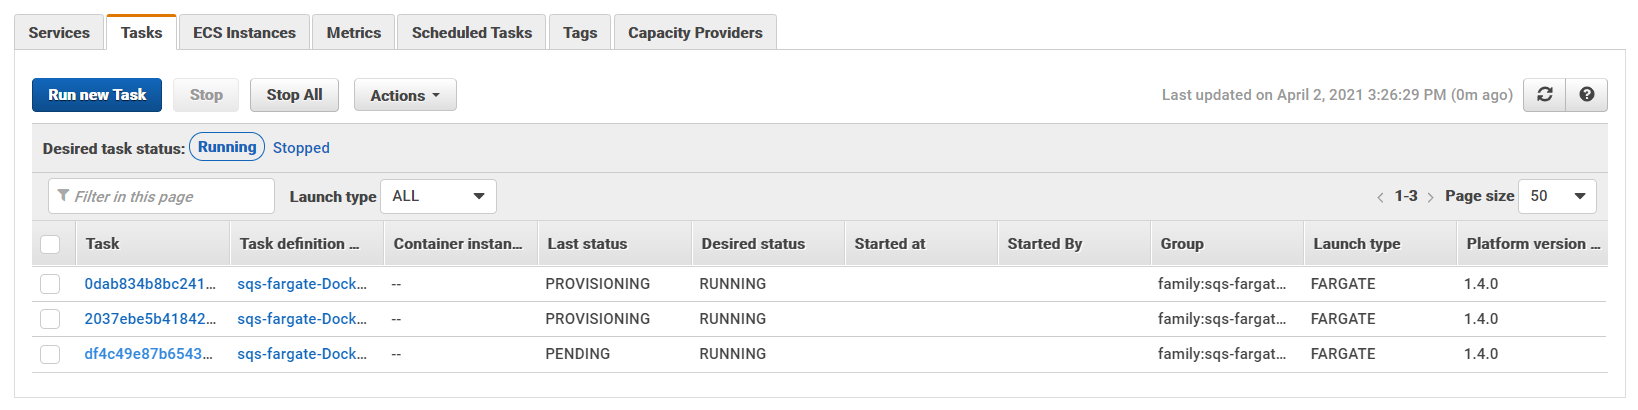 Services Tasks ECS Instances Metrics Scheduled Tasks Tags Capacity Providers
Run new Task Stop Stop All Actions Last updated on April 2, 2021 3:26:29 PM (0m ago)
Desired task status: Running Stopped
Filter in this page Launch type ALL < 1-3 > Page size 50
Task Task definition ... Container instan... Last status Desired status Started at Started By Group Launch type Platform version ...
0dab834b8bc241... sqs-fargate-Dock... -- PROVISIONING RUNNING family:sqs-fargat... FARGATE 1.4.0
2037ebe5b41842... sqs-fargate-Dock... -- PROVISIONING RUNNING family:sqs-fargat... FARGATE 1.4.0
df4c49e87b6543... sqs-fargate-Dock... -- PENDING RUNNING family:sqs-fargat... FARGATE 1.4.0